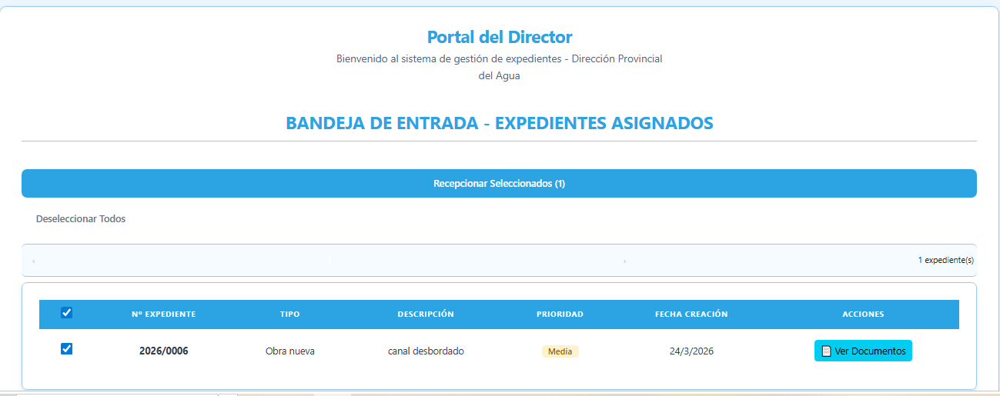 Portal del Director
Bienvenido al sistema de gestión de expedientes - Dirección Provincial
del Agua
BANDEJA DE ENTRADA - EXPEDIENTES ASIGNADOS
Recepcionar Seleccionados (1)
Deseleccionar Todos
‹ › 1 expediente(s)
Nº EXPEDIENTE TIPO DESCRIPCIÓN PRIORIDAD FECHA CREACIÓN ACCIONES
2026/0006 Obra nueva canal desbordado Media 24/3/2026 Ver Documentos